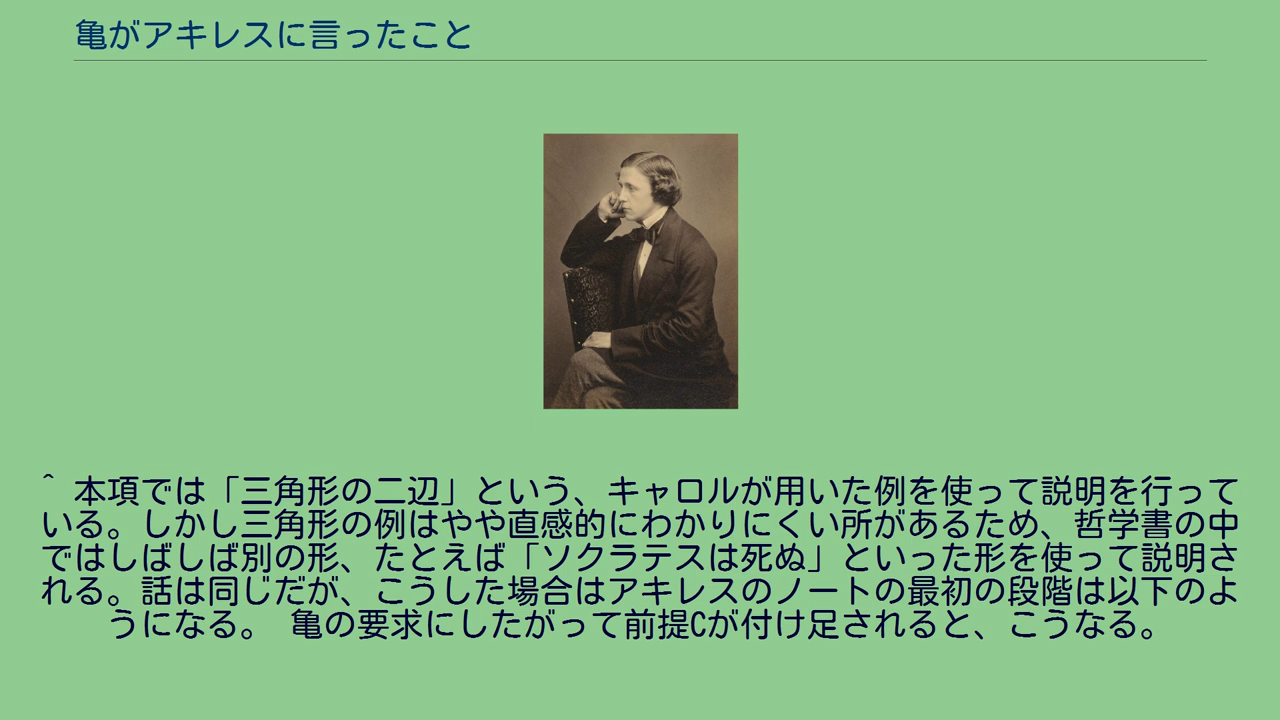 亀がアキレスに言ったこと
^ 本項では「三角形の二辺」という、キャロルが用いた例を使って説明を行って
いる。しかし三角形の例はやや直感的にわかりにくい所があるため、哲学書の中
ではしばしば別の形、たとえば「ソクラテスは死ぬ」といった形を使って説明さ
れる。話は同じだが、こうした場合はアキレスのノートの最初の段階は以下のよ
うになる。 亀の要求にしたがって前提Cが付け足されると、こうなる。